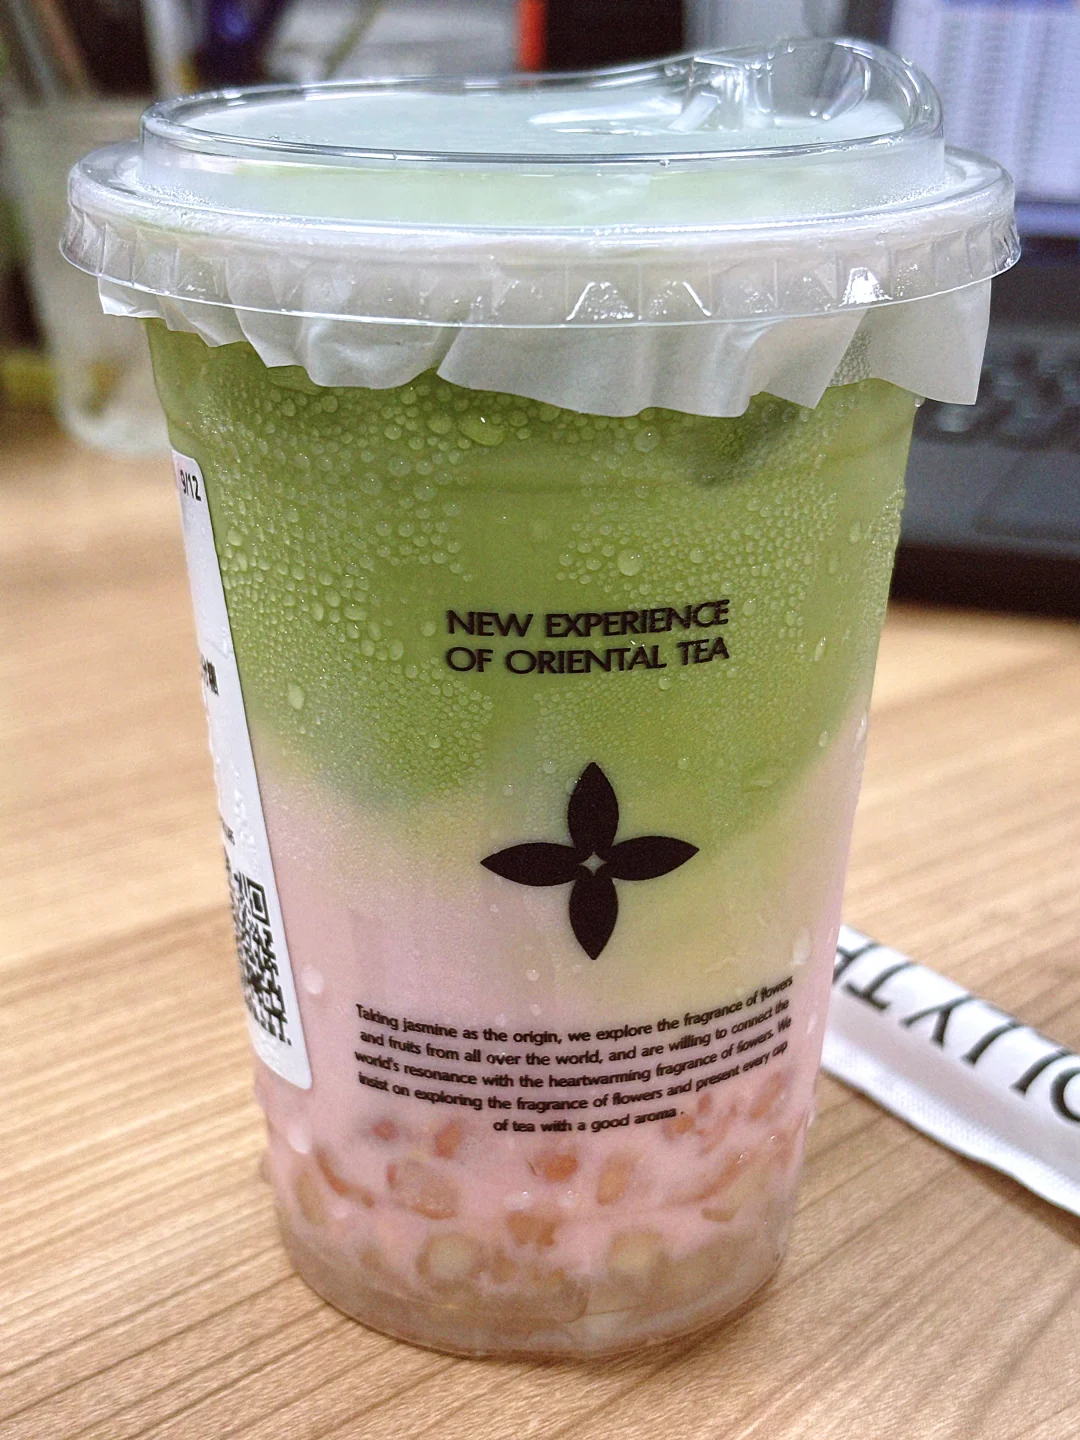 9/12
NEW EXPERIENCE
OF ORIENTAL TEA
Taking jasmine as the origin, we explore the fragrance of flowers
and fruits from all over the world, and are willing to connect the
world's resonance with the heartwarming fragrance of flowers. We
insist on exploring the fragrance of flowers and present every cup
of tea with a good aroma .